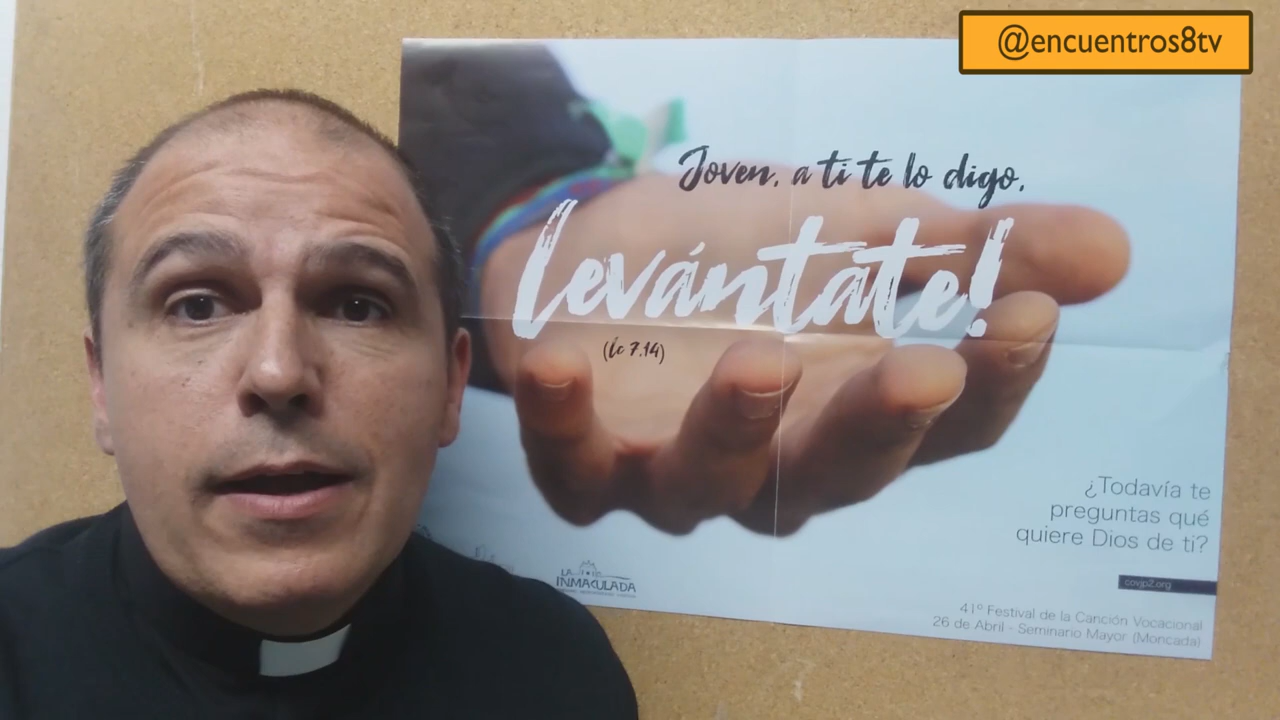 @encuentros8tv
Joven, a ti te lo digo,
Levántate!
(Lc 7,14)
¿Todavía te
preguntas qué
quiere Dios de ti?
covjp2.org
LA
INMACULADA
41º Festival de la Canción Vocacional
26 de Abril - Seminario Mayor (Moncada)